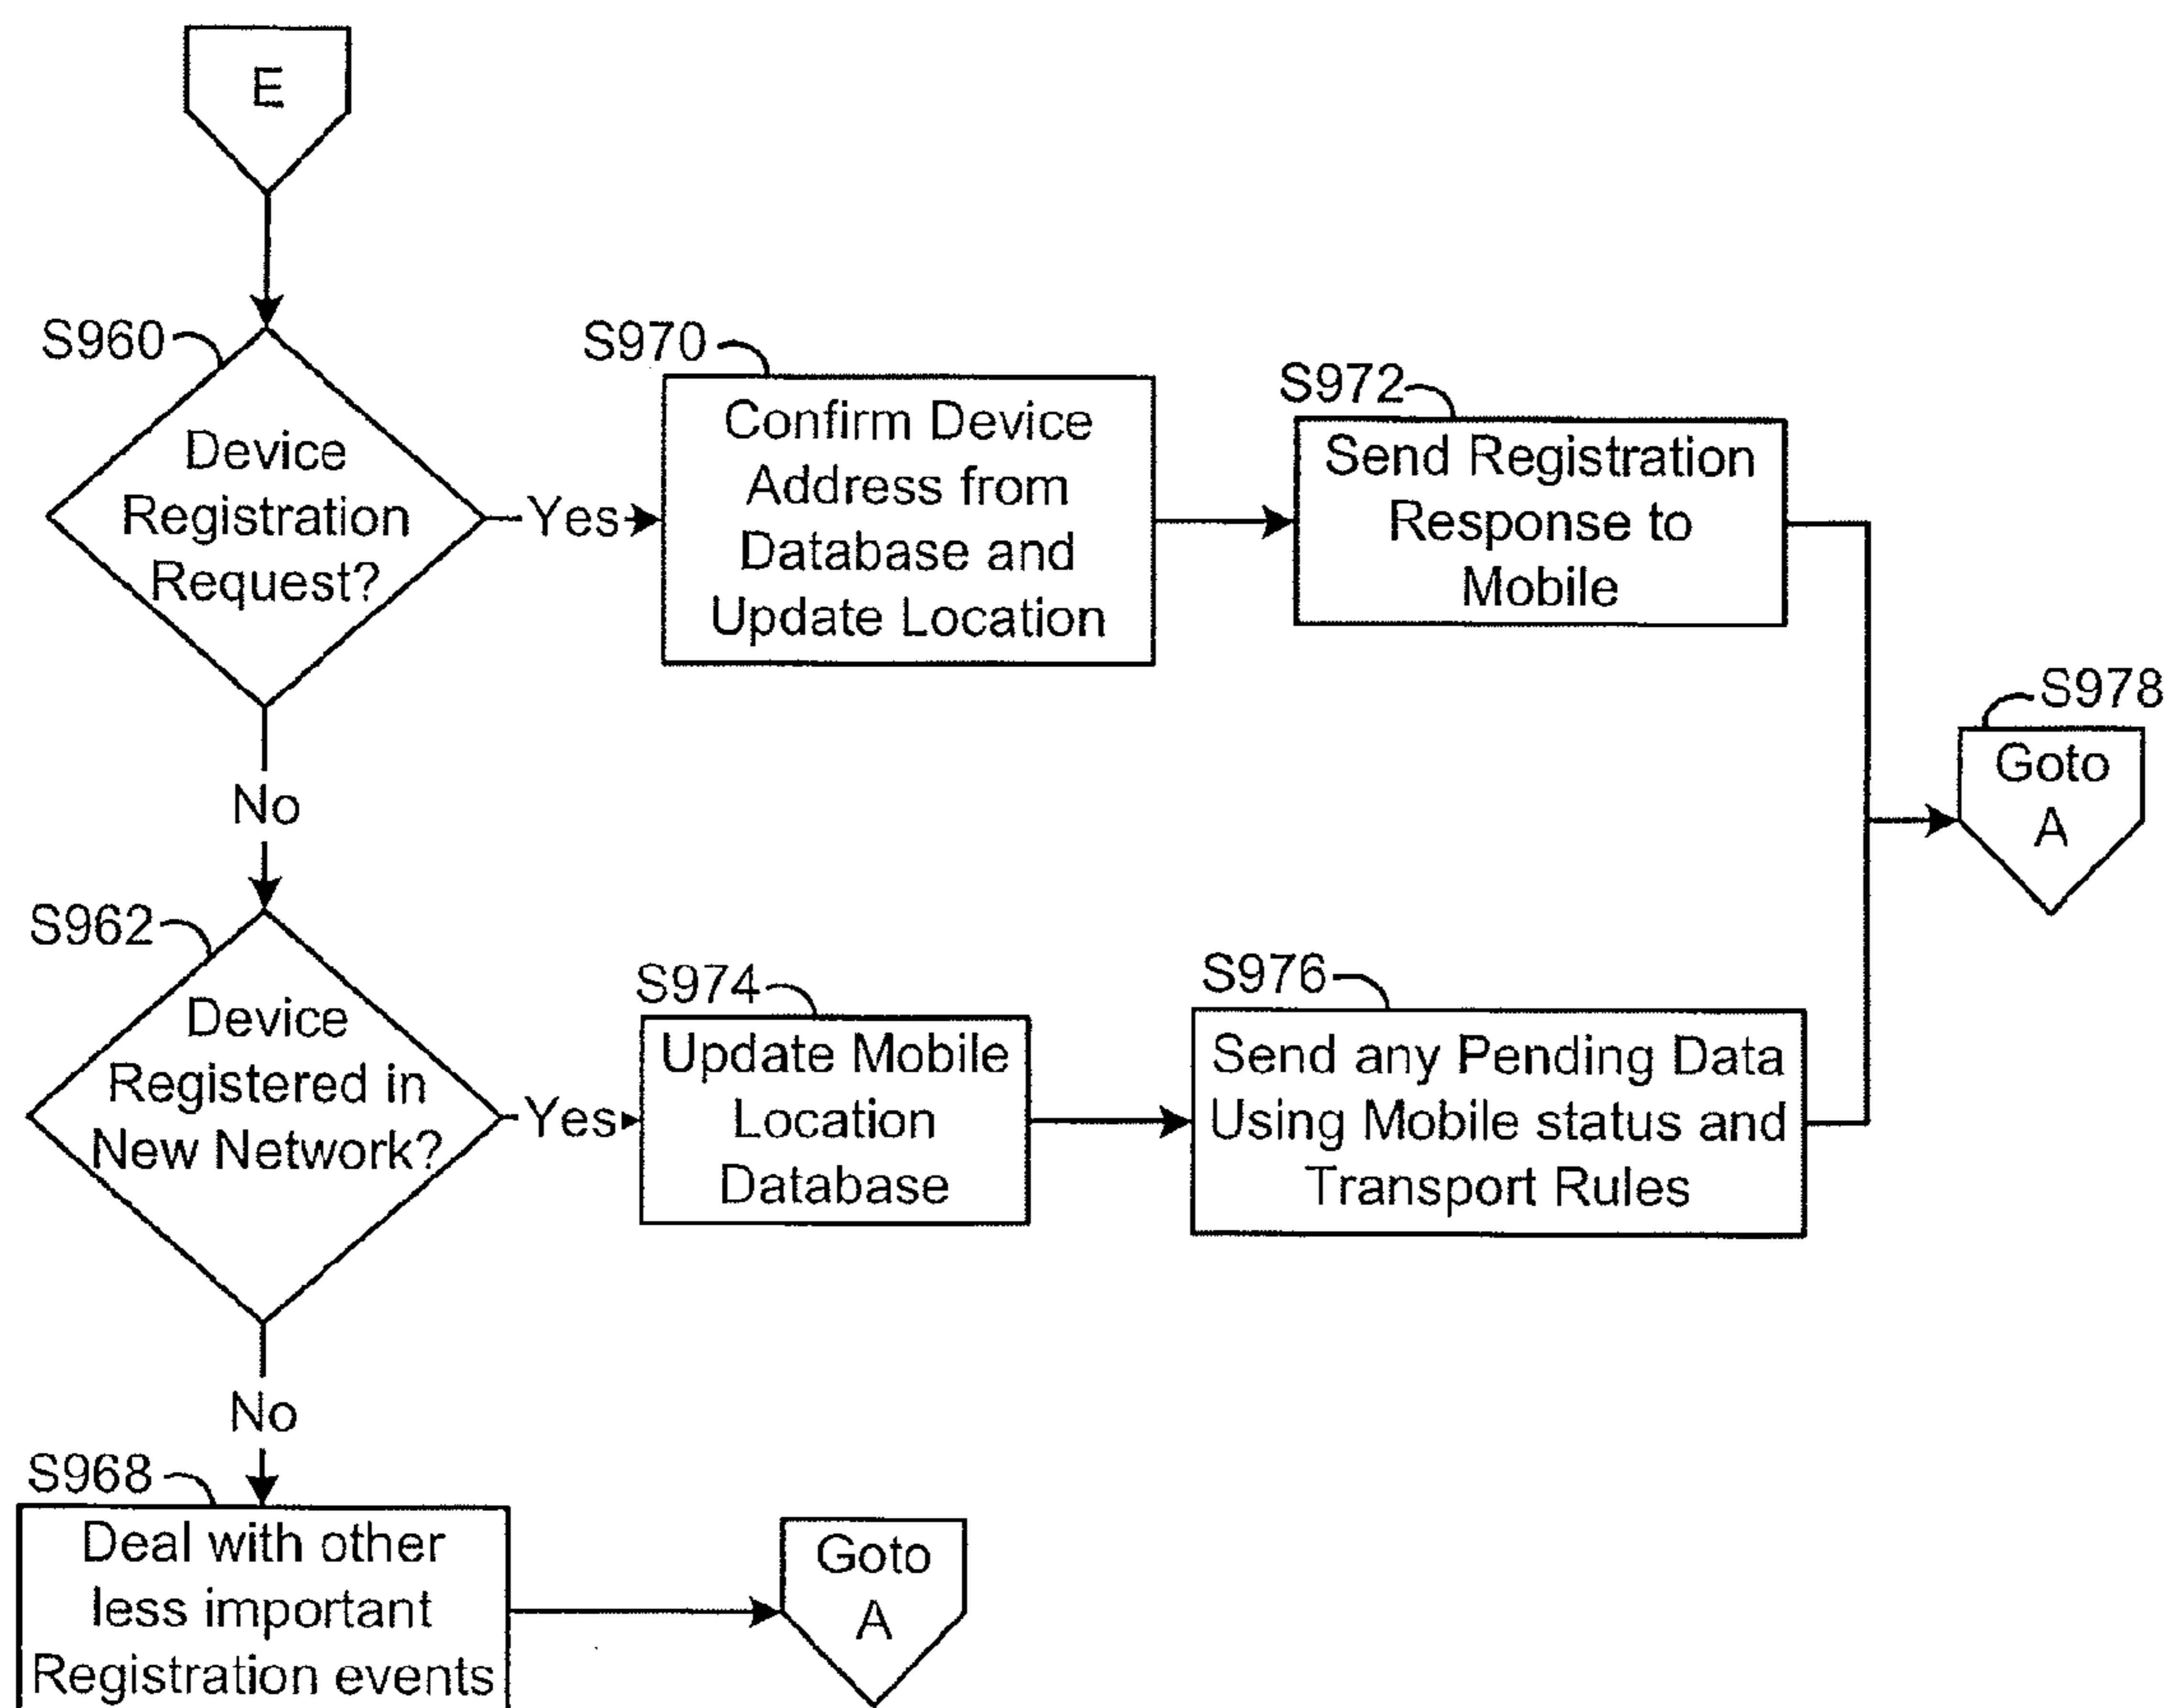 E
S960
Device
Registration
Request?
Yes
S970
Confirm Device
Address from
Database and
Update Location
S972
Send Registration
Response to
Mobile
S978
Goto
A
No
S962
Device
Registered in
New Network?
Yes
S974
Update Mobile
Location
Database
S976
Send any Pending Data
Using Mobile status and
Transport Rules
No
S968
Deal with other
less important
Registration events
Goto
A